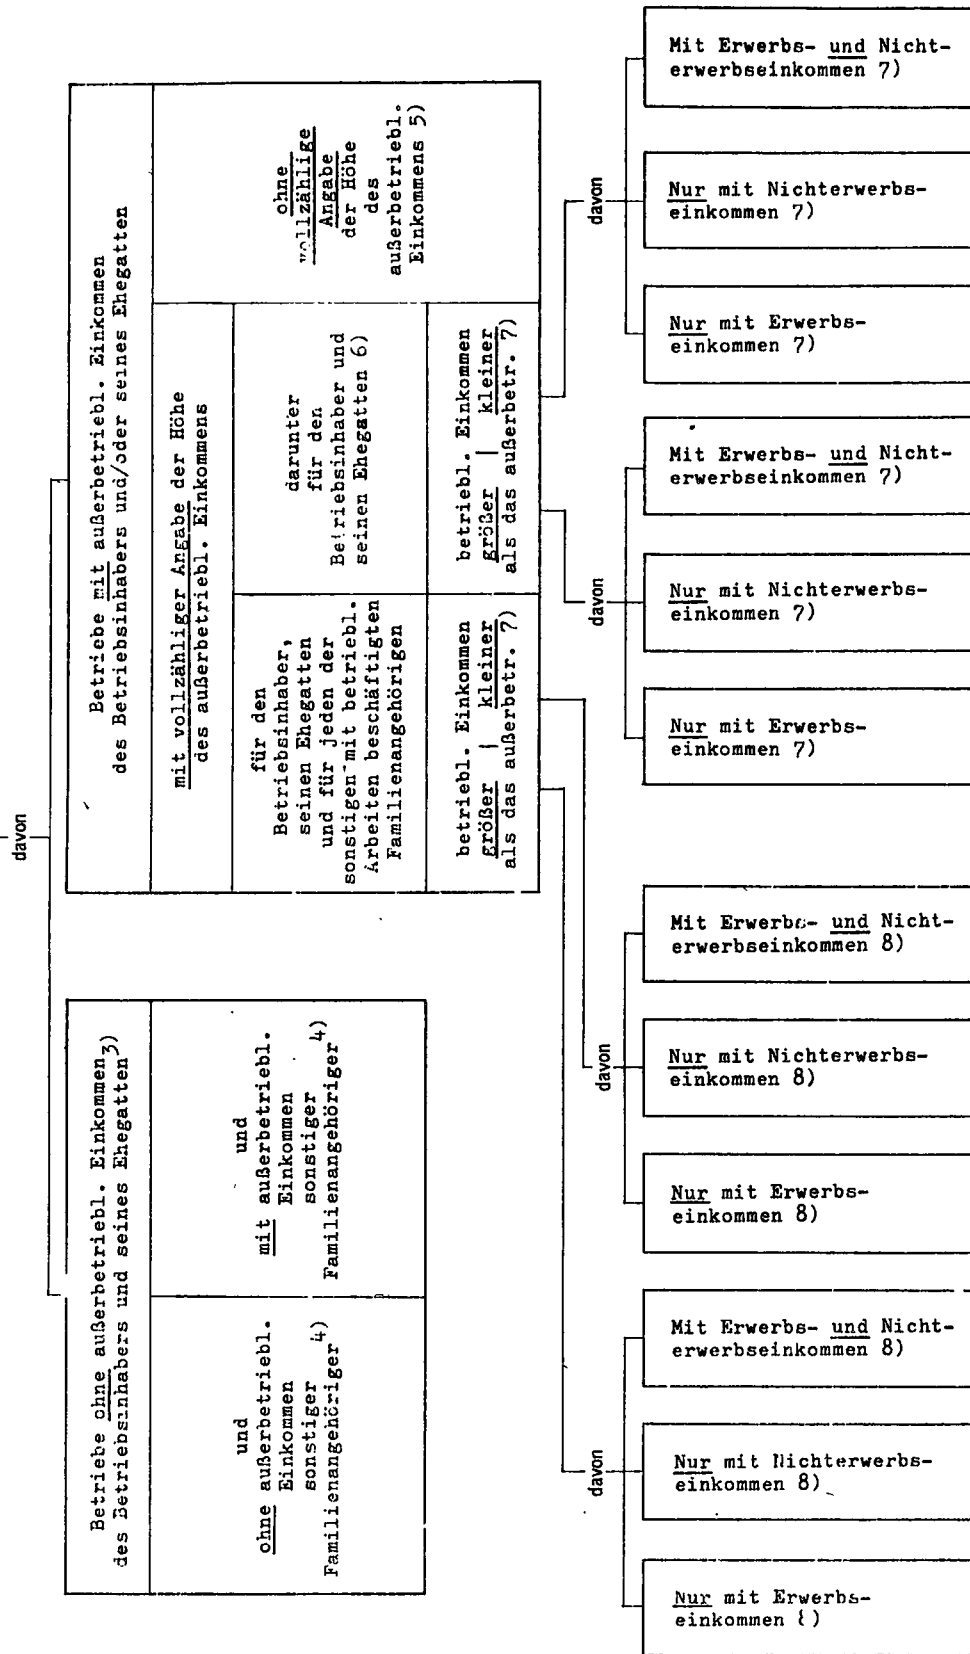 davon
Betriebe ohne außerbetriebl. Einkommen 3)
des Betriebsinhabers und seines Ehegatten
und
ohne außerbetriebl.
Einkommen
sonstiger
Familienangehöriger 4)
und
mit außerbetriebl.
Einkommen
sonstiger
Familienangehöriger 4)
Betriebe mit außerbetriebl. Einkommen
des Betriebsinhabers und/oder seines Ehegatten
mit vollzähliger Angabe der Höhe
des außerbetriebl. Einkommens
für den
Betriebsinhaber,
seinen Ehegatten
und für jeden der
sonstigen mit betriebl.
Arbeiten beschäftigten
Familienangehörigen
darunter
für den
Betriebsinhaber und
seinen Ehegatten 6)
ohne
vollzählige
Angabe
der Höhe
des
außerbetriebl.
Einkommens 5)
betriebl. Einkommen
größer | kleiner
als das außerbetr. 7)
betriebl. Einkommen
größer | kleiner
als das außerbetr. 7)
davon
Nur mit Erwerbs-
einkommen
Nur mit Nichterwerbs-
einkommen 8)
Mit Erwerbs- und Nicht-
erwerbseinkommen 8)
davon
Nur mit Erwerbs-
einkommen 8)
Nur mit Nichterwerbs-
einkommen 8)
Mit Erwerbs- und Nicht-
erwerbseinkommen 8)
davon
Nur mit Erwerbs-
einkommen 7)
Nur mit Nichterwerbs-
einkommen 7)
Mit Erwerbs- und Nicht-
erwerbseinkommen 7)
davon
Nur mit Erwerbs-
einkommen 7)
Nur mit Nichterwerbs-
einkommen 7)
Mit Erwerbs- und Nicht-
erwerbseinkommen 7)